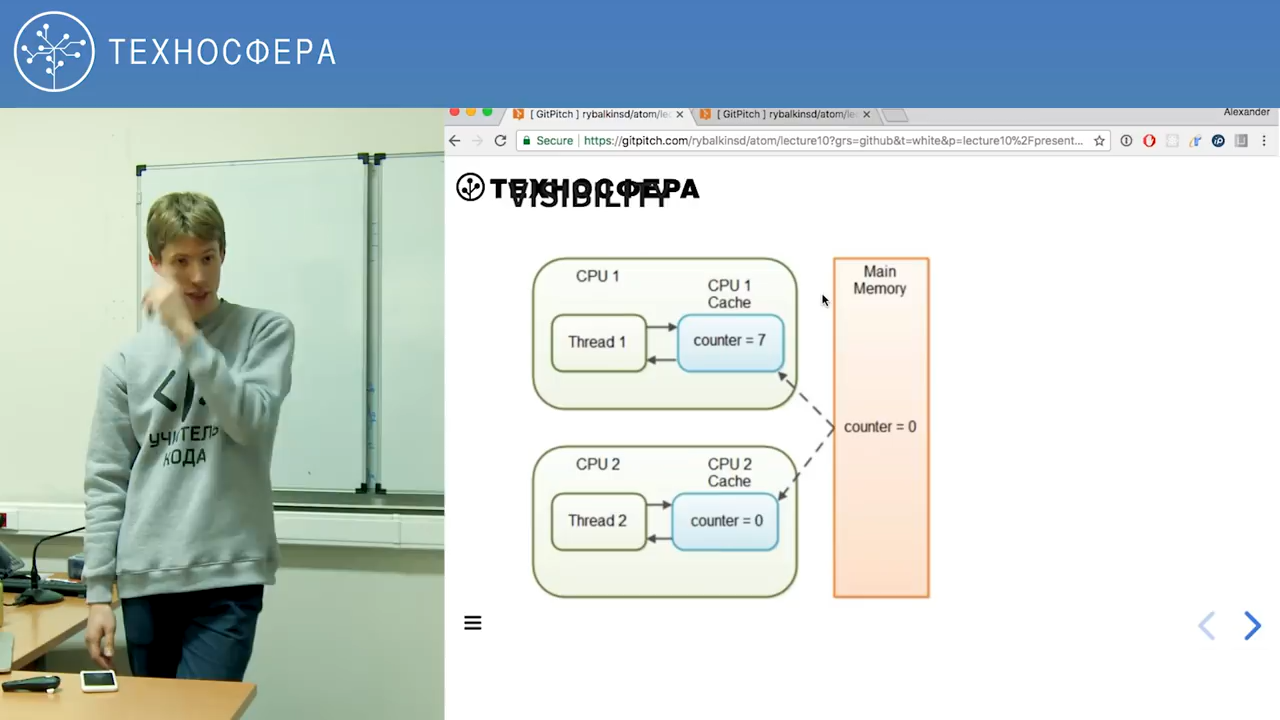 ТЕХНОСФЕРА
[ GitPitch ] rybalkinsd/atom/lec
[ GitPitch ] rybalkinsd/atom/le
Alexander
Secure
https://gitpitch.com/rybalkinsd/atom/lecture10?grs=github&t=white&p=lecture10%2Fpresent...
ТЕХНОСФЕРА
VISIBILITY
CPU 1
CPU 1
Cache
Thread 1
counter = 7
CPU 2
CPU 2
Cache
Thread 2
counter = 0
Main
Memory
counter = 0
УЧИТЕЛЬ
КОДА